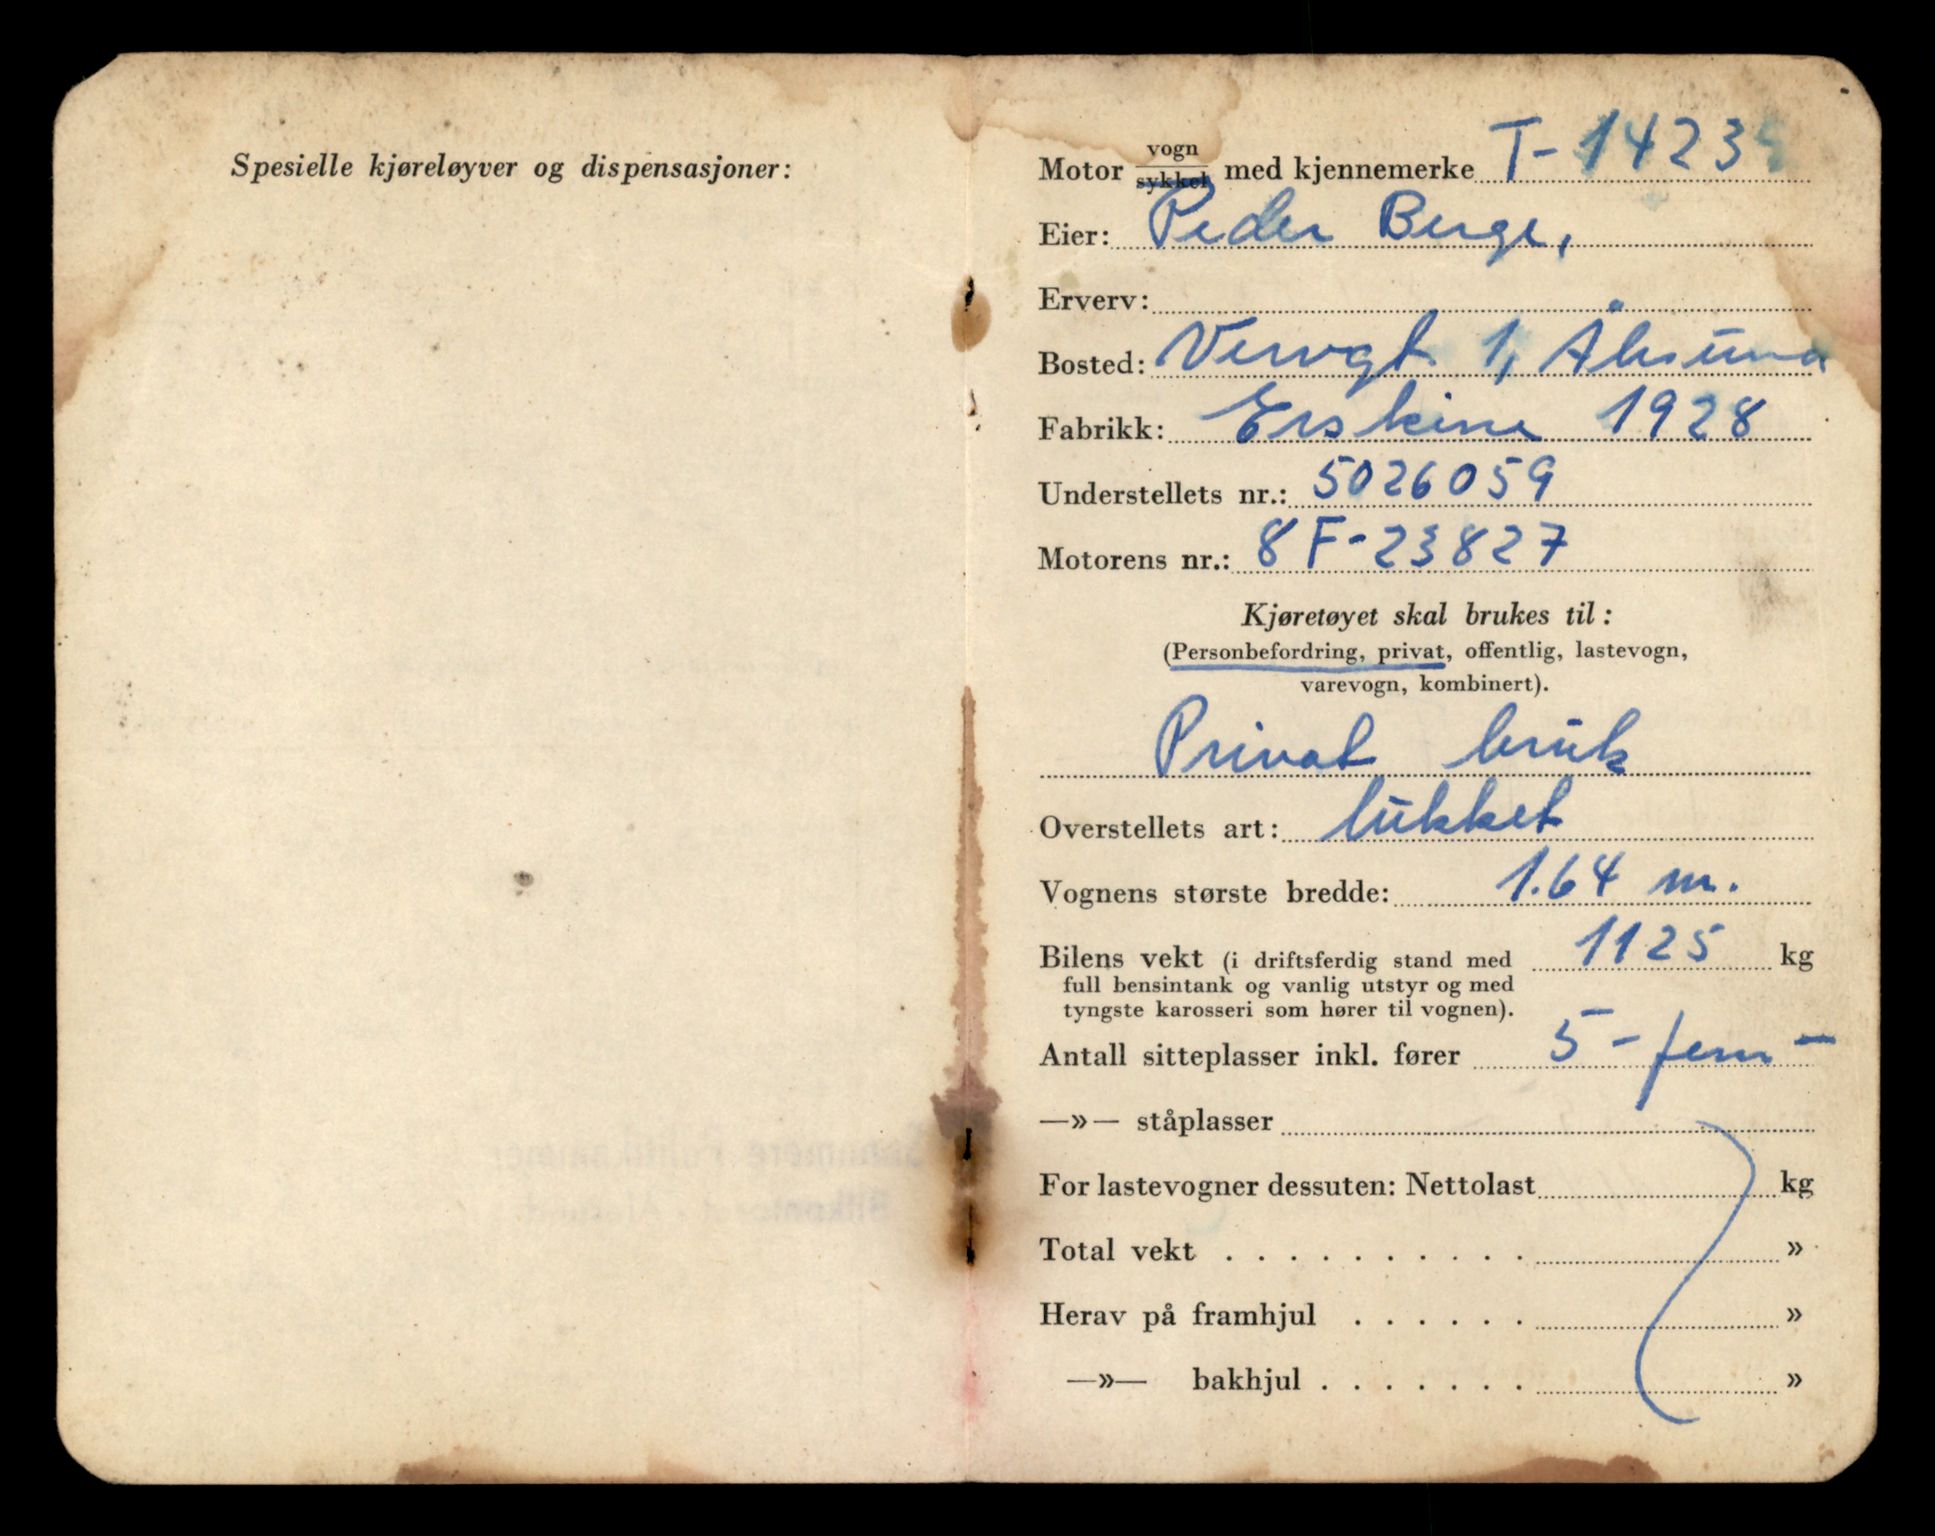 Spesielle kjøreløyver og dispensasjoner:
Motor vogn sykkel med kjennemerke T-14235
Eier: Peder Berge,
Erverv:
Bosted: Vervgt. 1, Ålesund
Fabrikk: Erskine 1928
Understellets nr.: 5026059
Motorens nr.: 8F-23827
Kjøretøyet skal brukes til:
(Personbefordring, privat, offentlig, lastevogn,
varevogn, kombinert).
Privat bruk
Overstellets art: lukket
Vognens største bredde: 1.64 m.
Bilens vekt (i driftsferdig stand med 1125 kg
full bensintank og vanlig utstyr og med
tyngste karosseri som hører til vognen).
Antall sitteplasser inkl. fører 5 - fem -
—»— ståplasser
For lastevogner dessuten: Nettolast kg
Total vekt . . . . . . . . . . »
Herav på framhjul . . . . . . »
—»— bakhjul . . . . . . . »